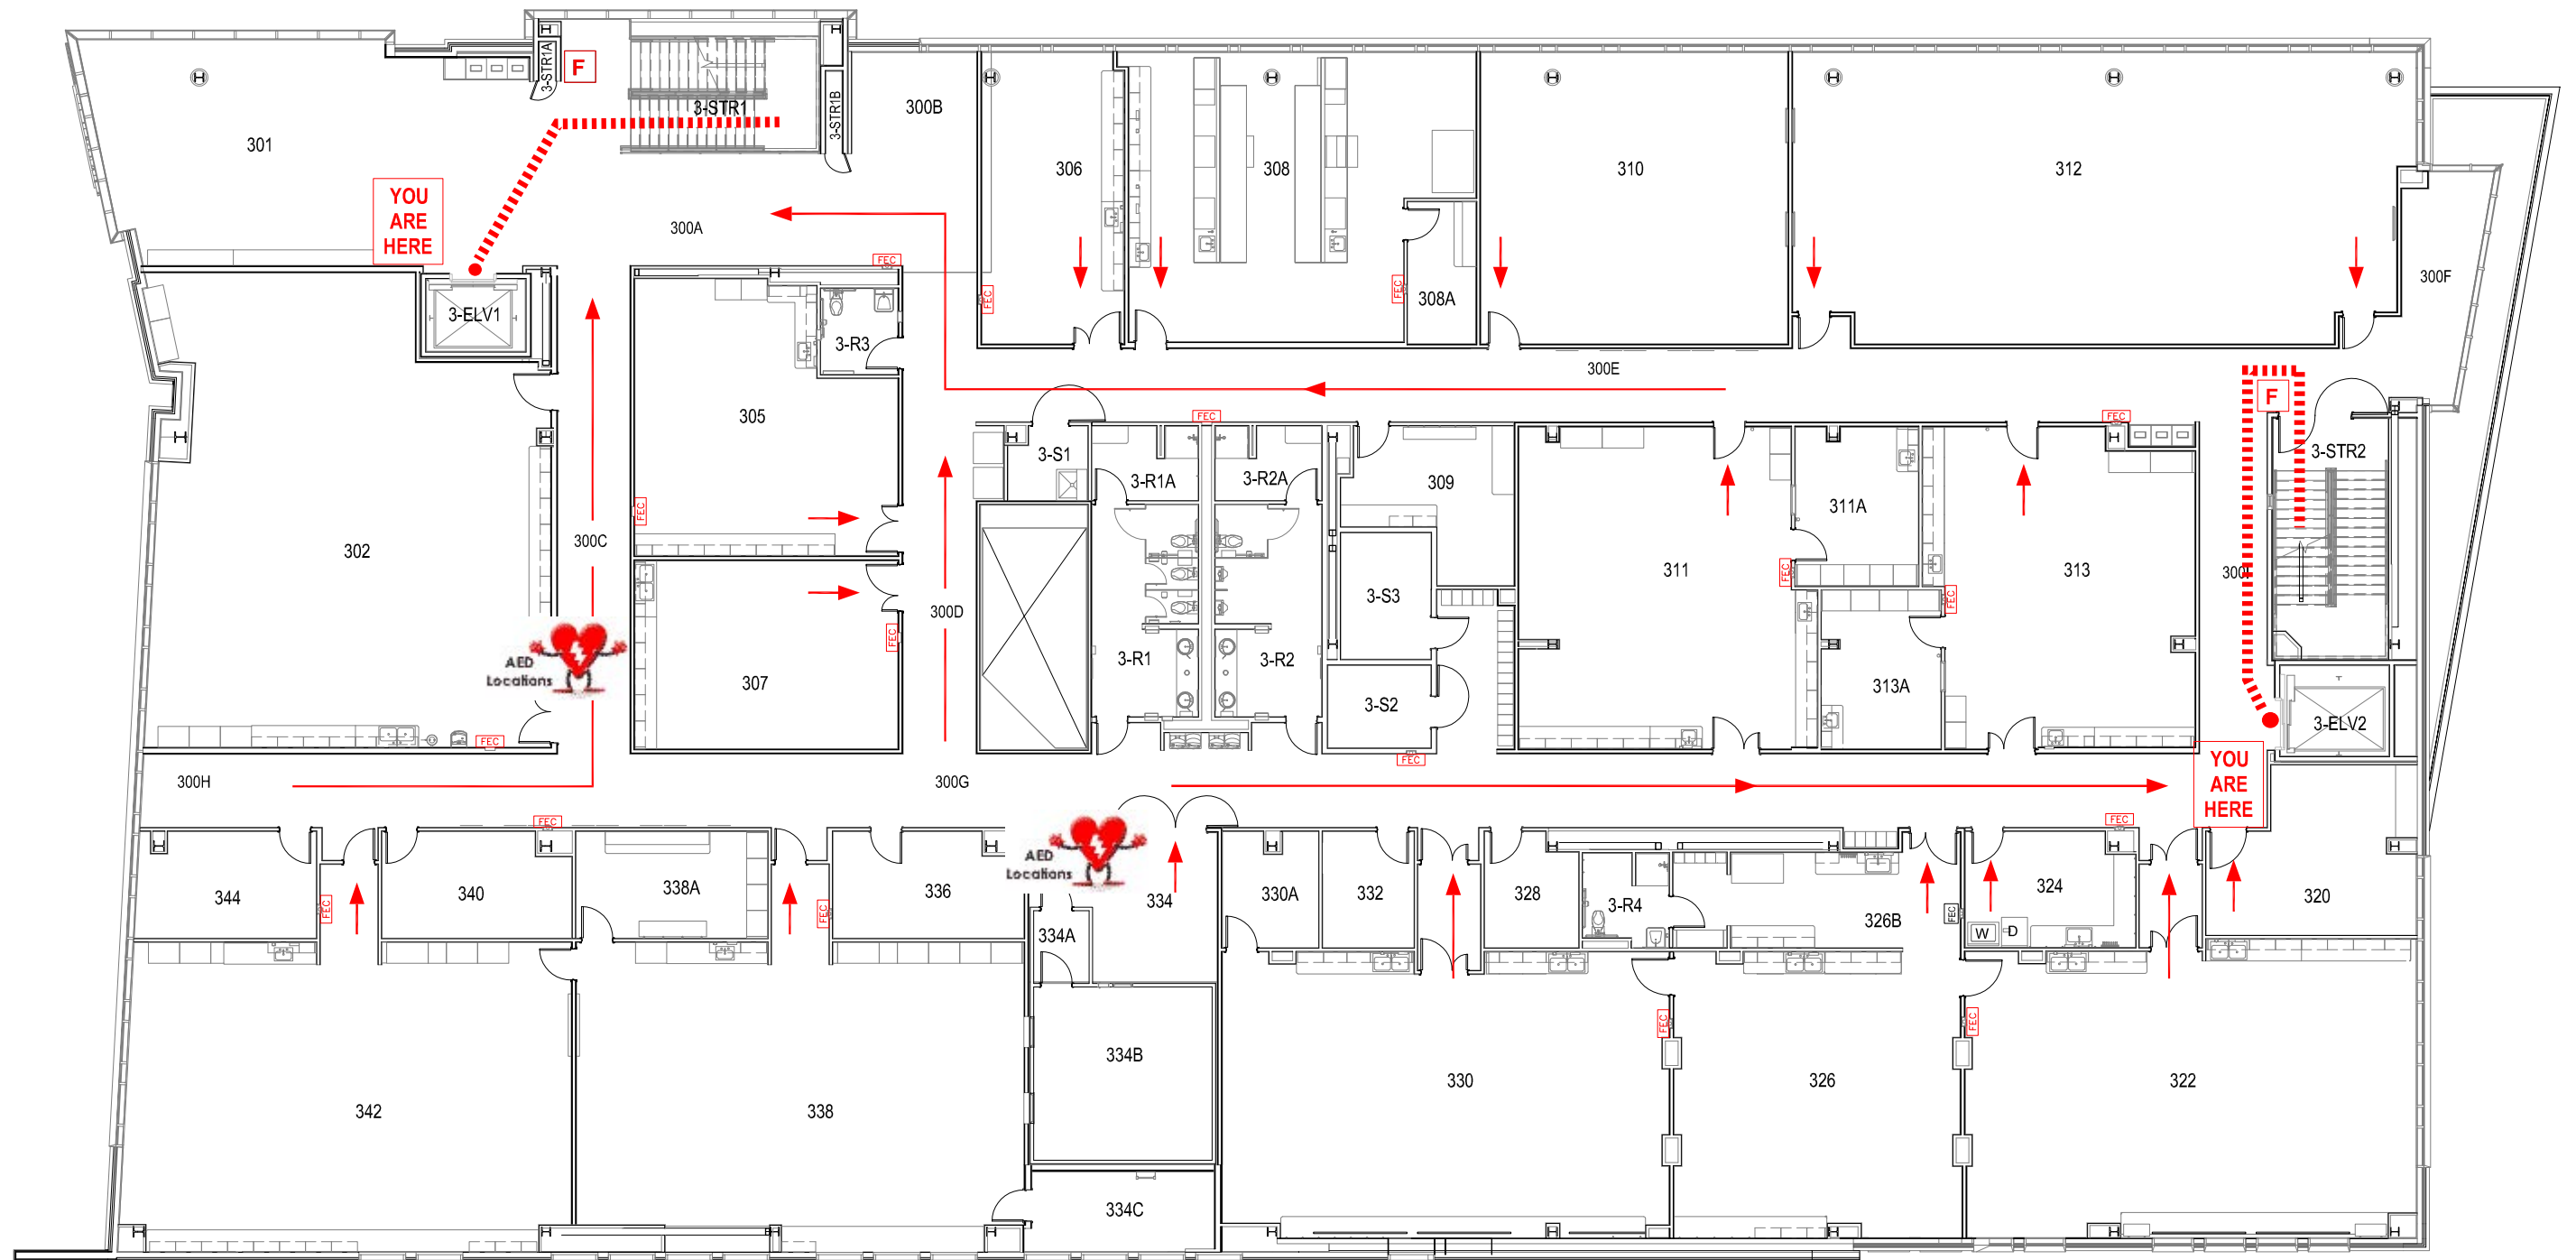 3-STR1A
F
3-STR1
3-STR1B
300B
301
306
308
310
312
YOU
ARE
HERE
300A
FEC
300F
FEC
FEC
308A
3-ELV1
3-R3
300E
305
FEC
FEC
F
3-S1
3-STR2
3-R1A
3-R2A
309
311A
FEC
300C
302
311
FEC
313
3-S3
FEC
300D
FEC
AED
Locations
3-R1
3-R2
307
313A
3-S2
3-ELV2
FEC
FEC
YOU
ARE
HERE
300H
300G
FEC
FEC
AED
Locations
344
340
338A
336
334
330A
332
328
324
320
FEC
FEC
3-R4
326B
FEC
W
D
334A
FEC
FEC
334B
330
326
322
342
338
334C